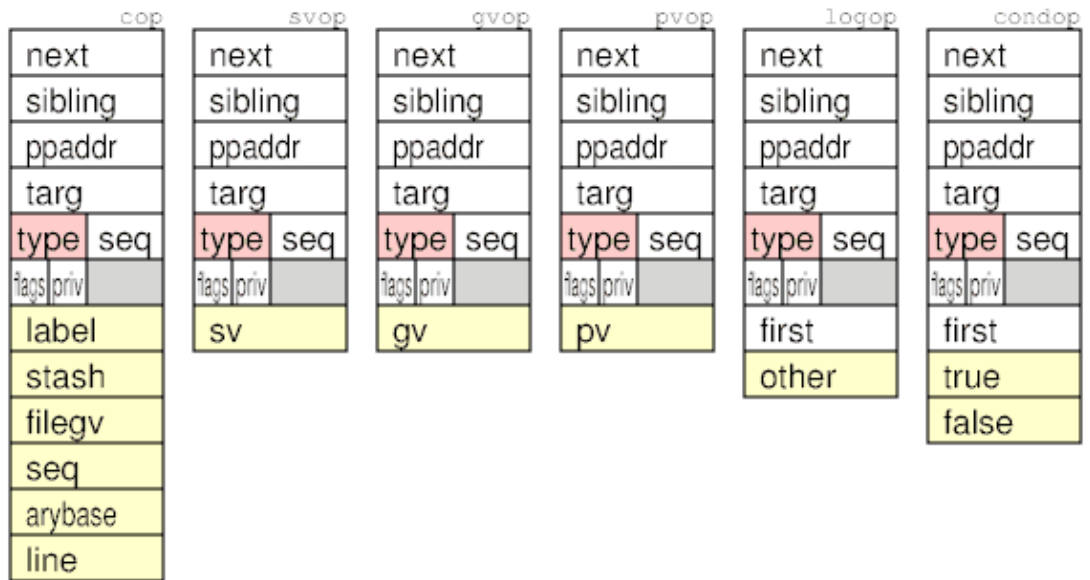 cop svop gvop pvop logop condop
next next next next next next
sibling sibling sibling sibling sibling sibling
ppaddr ppaddr ppaddr ppaddr ppaddr ppaddr
targ targ targ targ targ targ
type seq type seq type seq type seq type seq type seq
flags priv flags priv flags priv flags priv flags priv flags priv
label sv gv pv first first
stash other true
filegv false
seq
arybase
line